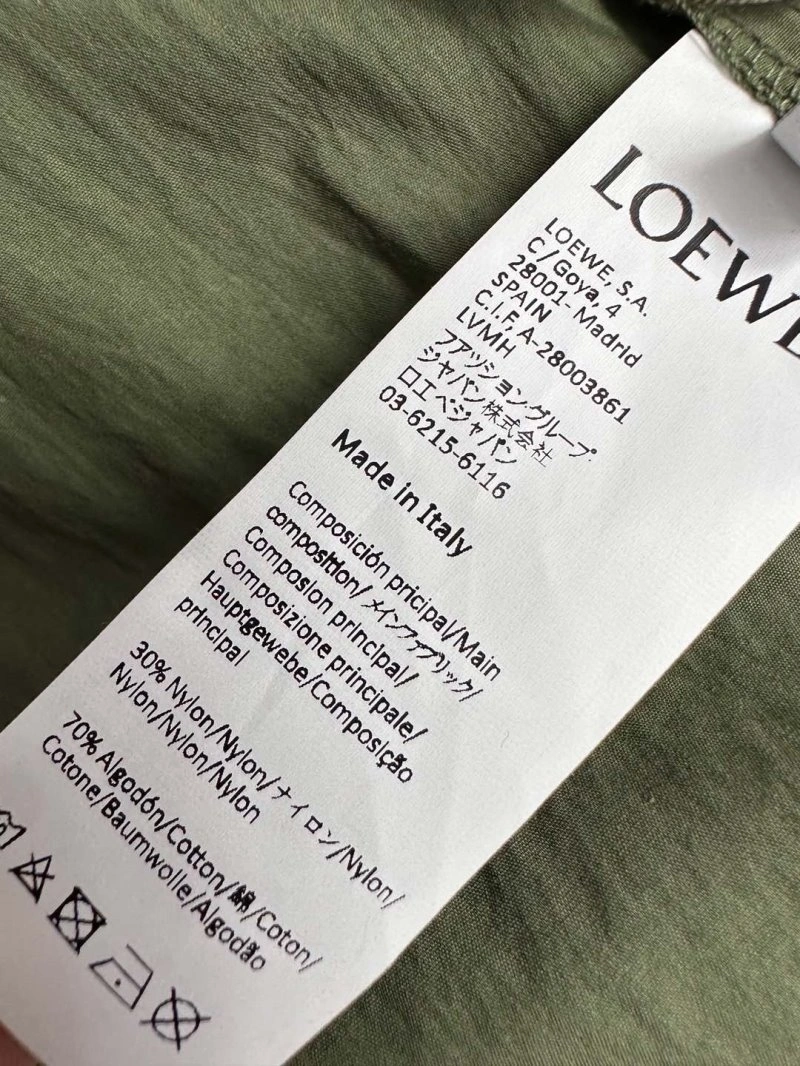 LOEWE
LOEWE, S.A.
C/Goya, 4
28001- Madrid
SPAIN
C.I.F, A-28003861
LVMH
ファッショングループ
ジャパン株式会社
ロエベジャパン
03-6215-6116
Made in Italy
Composición pricipal/Main
composition/メインファブリック/
Composion principal/
Composizione principale/
Hauptgewebe/Composição
principal
30% Nylon/Nylon/ナイロン/Nylon/
Nylon/Nylon/Nylon
70% Algodón/Cotton/綿/Coton/
Cotone/Baumwolle/Algodão